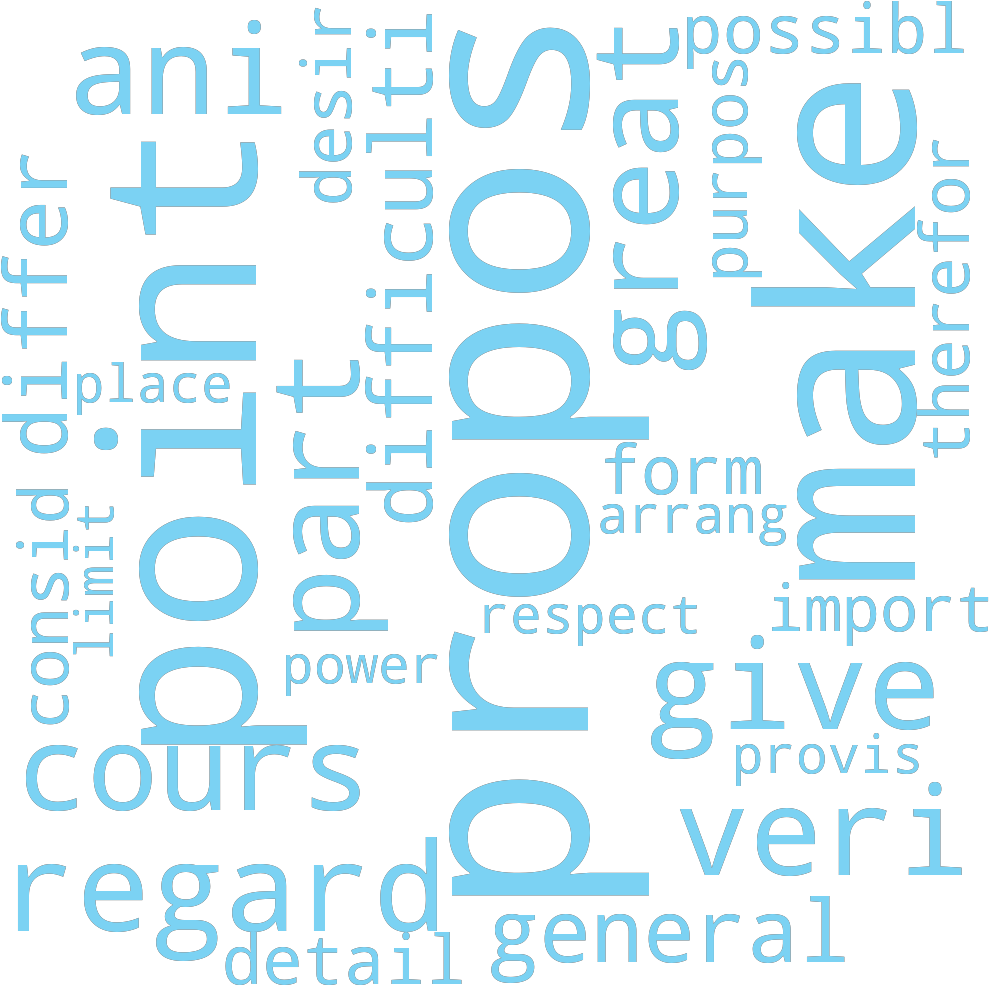 possibl
ani
desir
difficulti
propos
great
purpos
make
therefor
differ
point
place
part
form
arrang
consid
limit
respect
import
power
give
cours
provis
veri
regard
general
detail